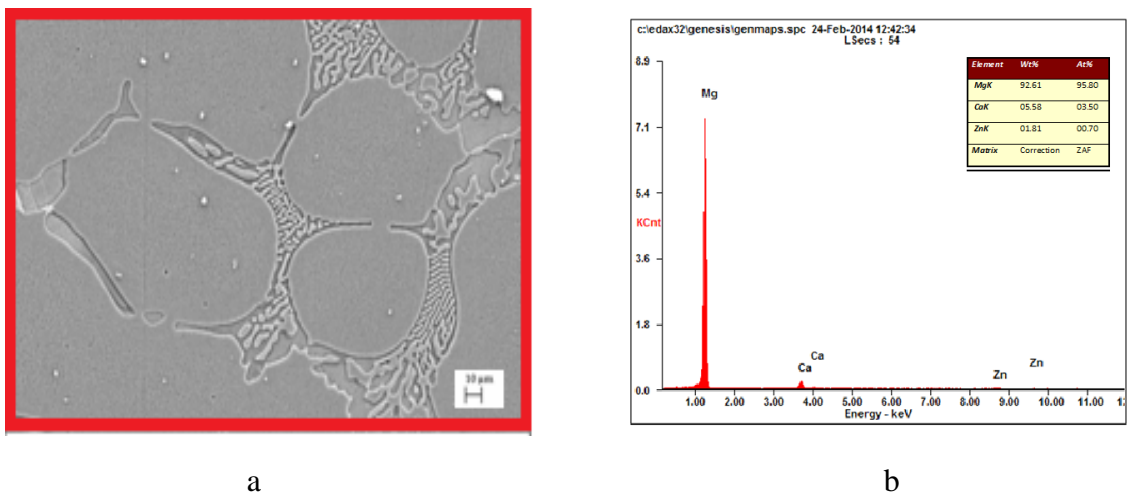 10 µm
a
c:\edax32\genesis\genmaps.spc 24-Feb-2014 12:42:34
LSecs : 54
8.9
7.1
5.4
KCnt
3.6
1.8
0.0
Mg
Ca
Ca
Zn
Zn
Element Wt% At%
MgK 92.61 95.80
CaK 05.58 03.50
ZnK 01.81 00.70
Matrix Correction ZAF
1.00 2.00 3.00 4.00 5.00 6.00 7.00 8.00 9.00 10.00 11.00
Energy - keV
b